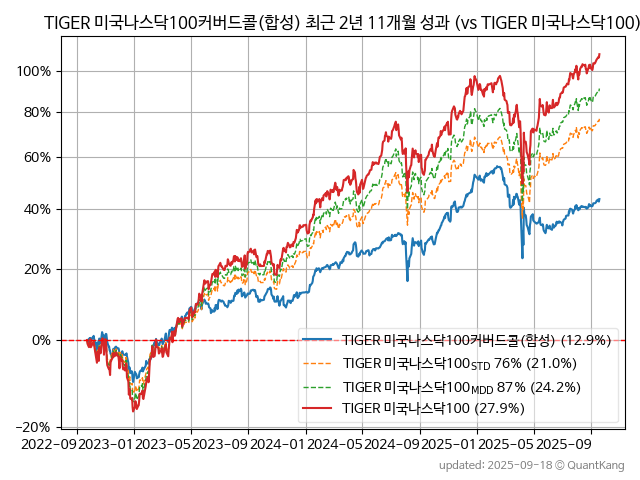 TIGER 미국나스닥100커버드콜(합성) 최근 2년 11개월 성과 (vs TIGER 미국나스닥100)
100%
80%
60%
40%
20%
0%
−20%
TIGER 미국나스닥100커버드콜(합성) (12.9%)
TIGER 미국나스닥100STD 76% (21.0%)
TIGER 미국나스닥100MDD 87% (24.2%)
TIGER 미국나스닥100 (27.9%)
2022-09 2023-01 2023-05 2023-09 2024-01 2024-05 2024-09 2025-01 2025-05 2025-09
updated: 2025-09-18 © QuantKang